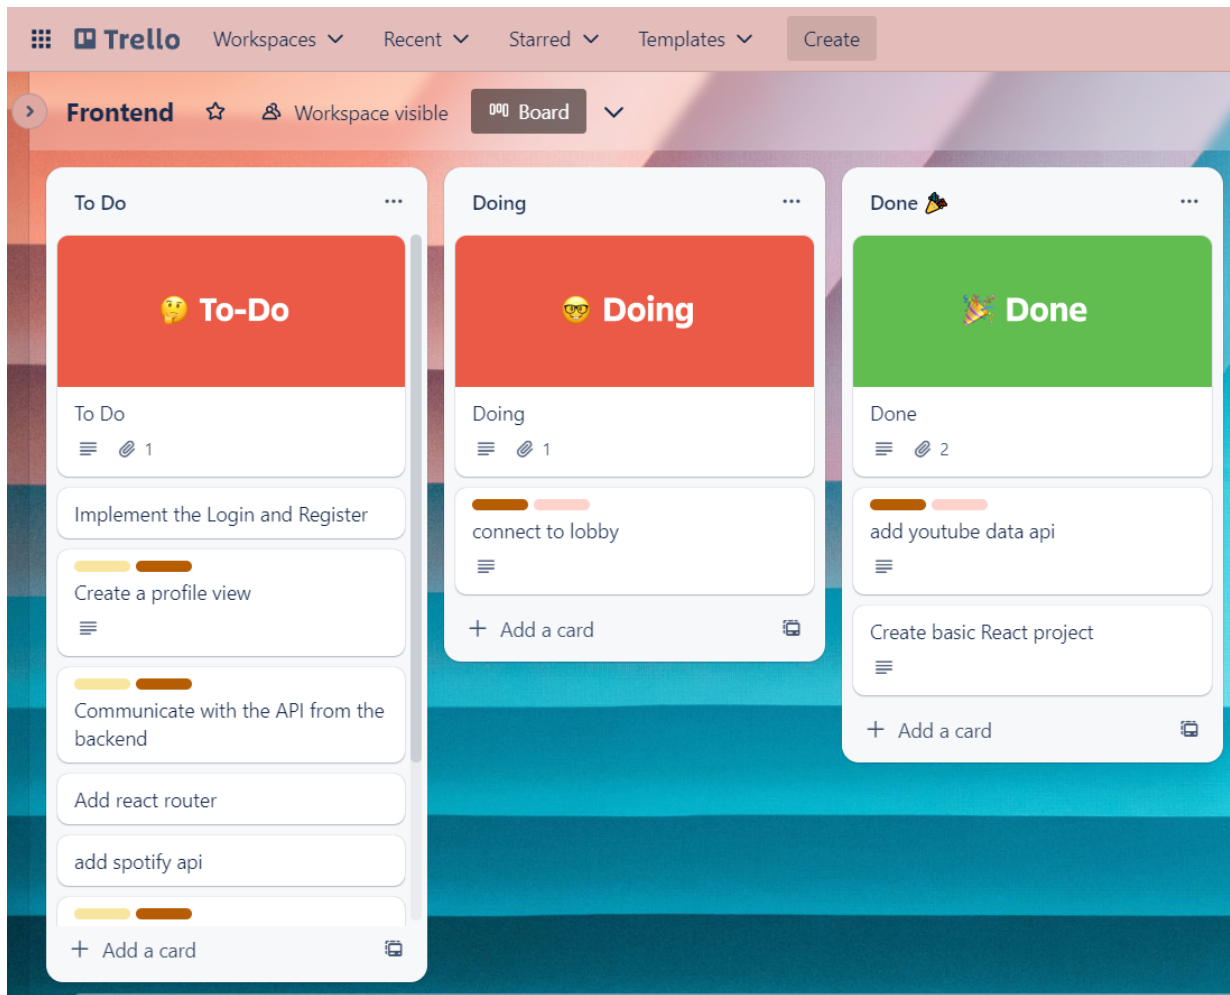 Trello Workspaces Recent Starred Templates Create
Frontend Workspace visible Board
To Do
🤔 To-Do
To Do
1
Implement the Login and Register
Create a profile view
Communicate with the API from the
backend
Add react router
add spotify api
+ Add a card
Doing
🤓 Doing
Doing
1
connect to lobby
+ Add a card
Done 🎉
🎉 Done
Done
2
add youtube data api
Create basic React project
+ Add a card